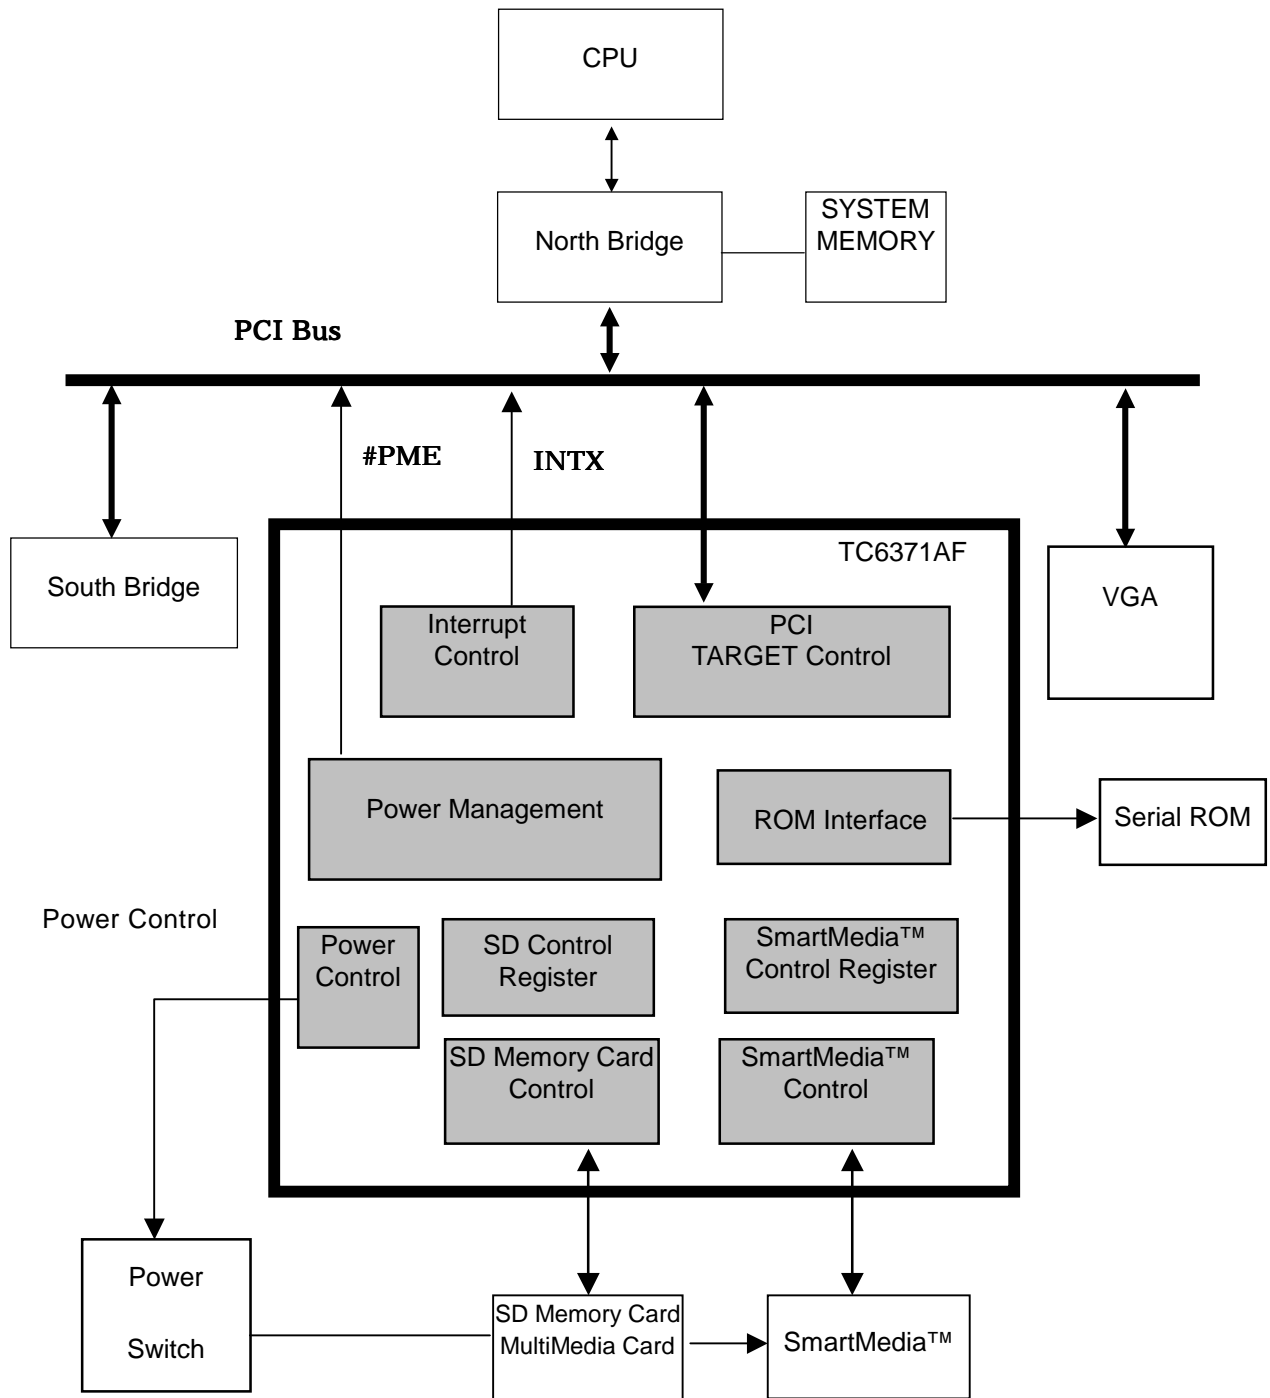 CPU
North Bridge
SYSTEM
MEMORY
PCI Bus
#PME
INTX
TC6371AF
South Bridge
VGA
Interrupt
Control
PCI
TARGET Control
Power Management
ROM Interface
Serial ROM
Power Control
Power
Control
SD Control
Register
SmartMedia™
Control Register
SD Memory Card
Control
SmartMedia™
Control
Power
Switch
SD Memory Card
MultiMedia Card
SmartMedia™